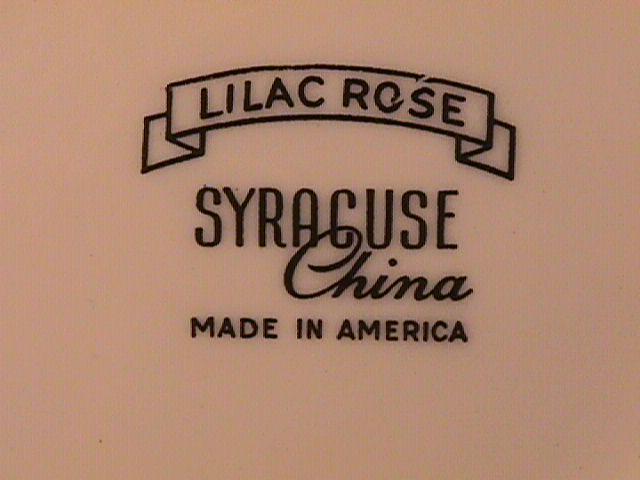 LILAC ROSE
SYRACUSE
China
MADE IN AMERICA